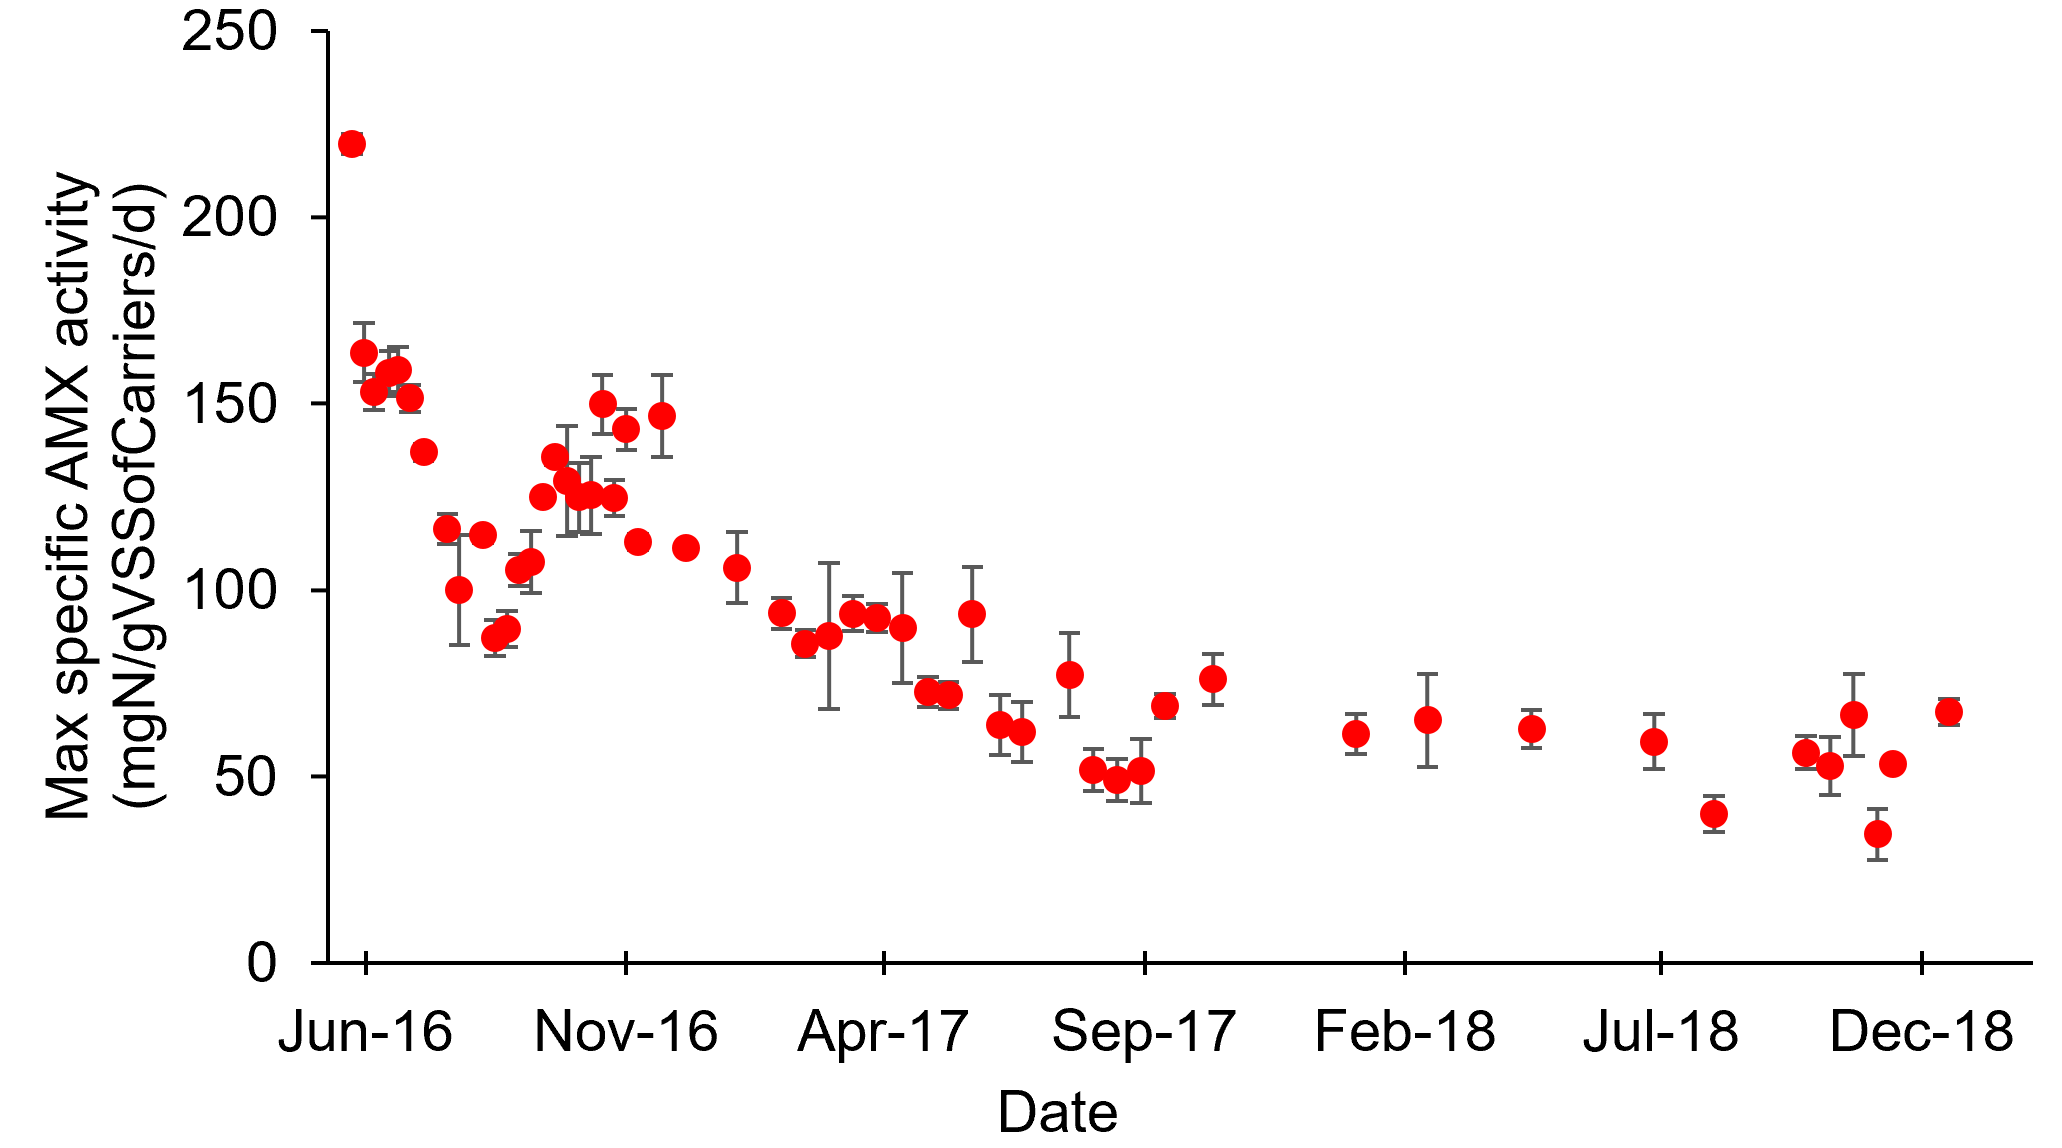 250
200
150
100
50
0
Max specific AMX activity
(mgN/gVSSofCarriers/d)
Jun-16 Nov-16 Apr-17 Sep-17 Feb-18 Jul-18 Dec-18
Date